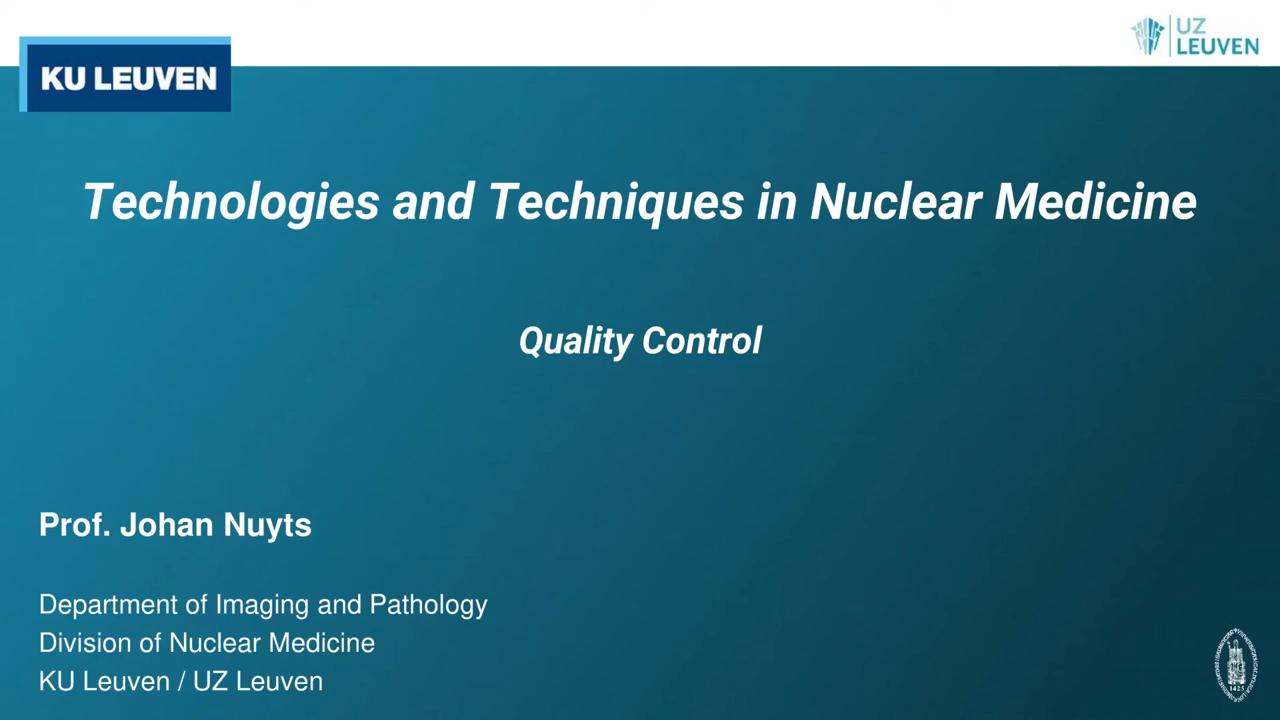 UZ
LEUVEN
KU LEUVEN
Technologies and Techniques in Nuclear Medicine
Quality Control
Prof. Johan Nuyts
Department of Imaging and Pathology
Division of Nuclear Medicine
KU Leuven / UZ Leuven
1425